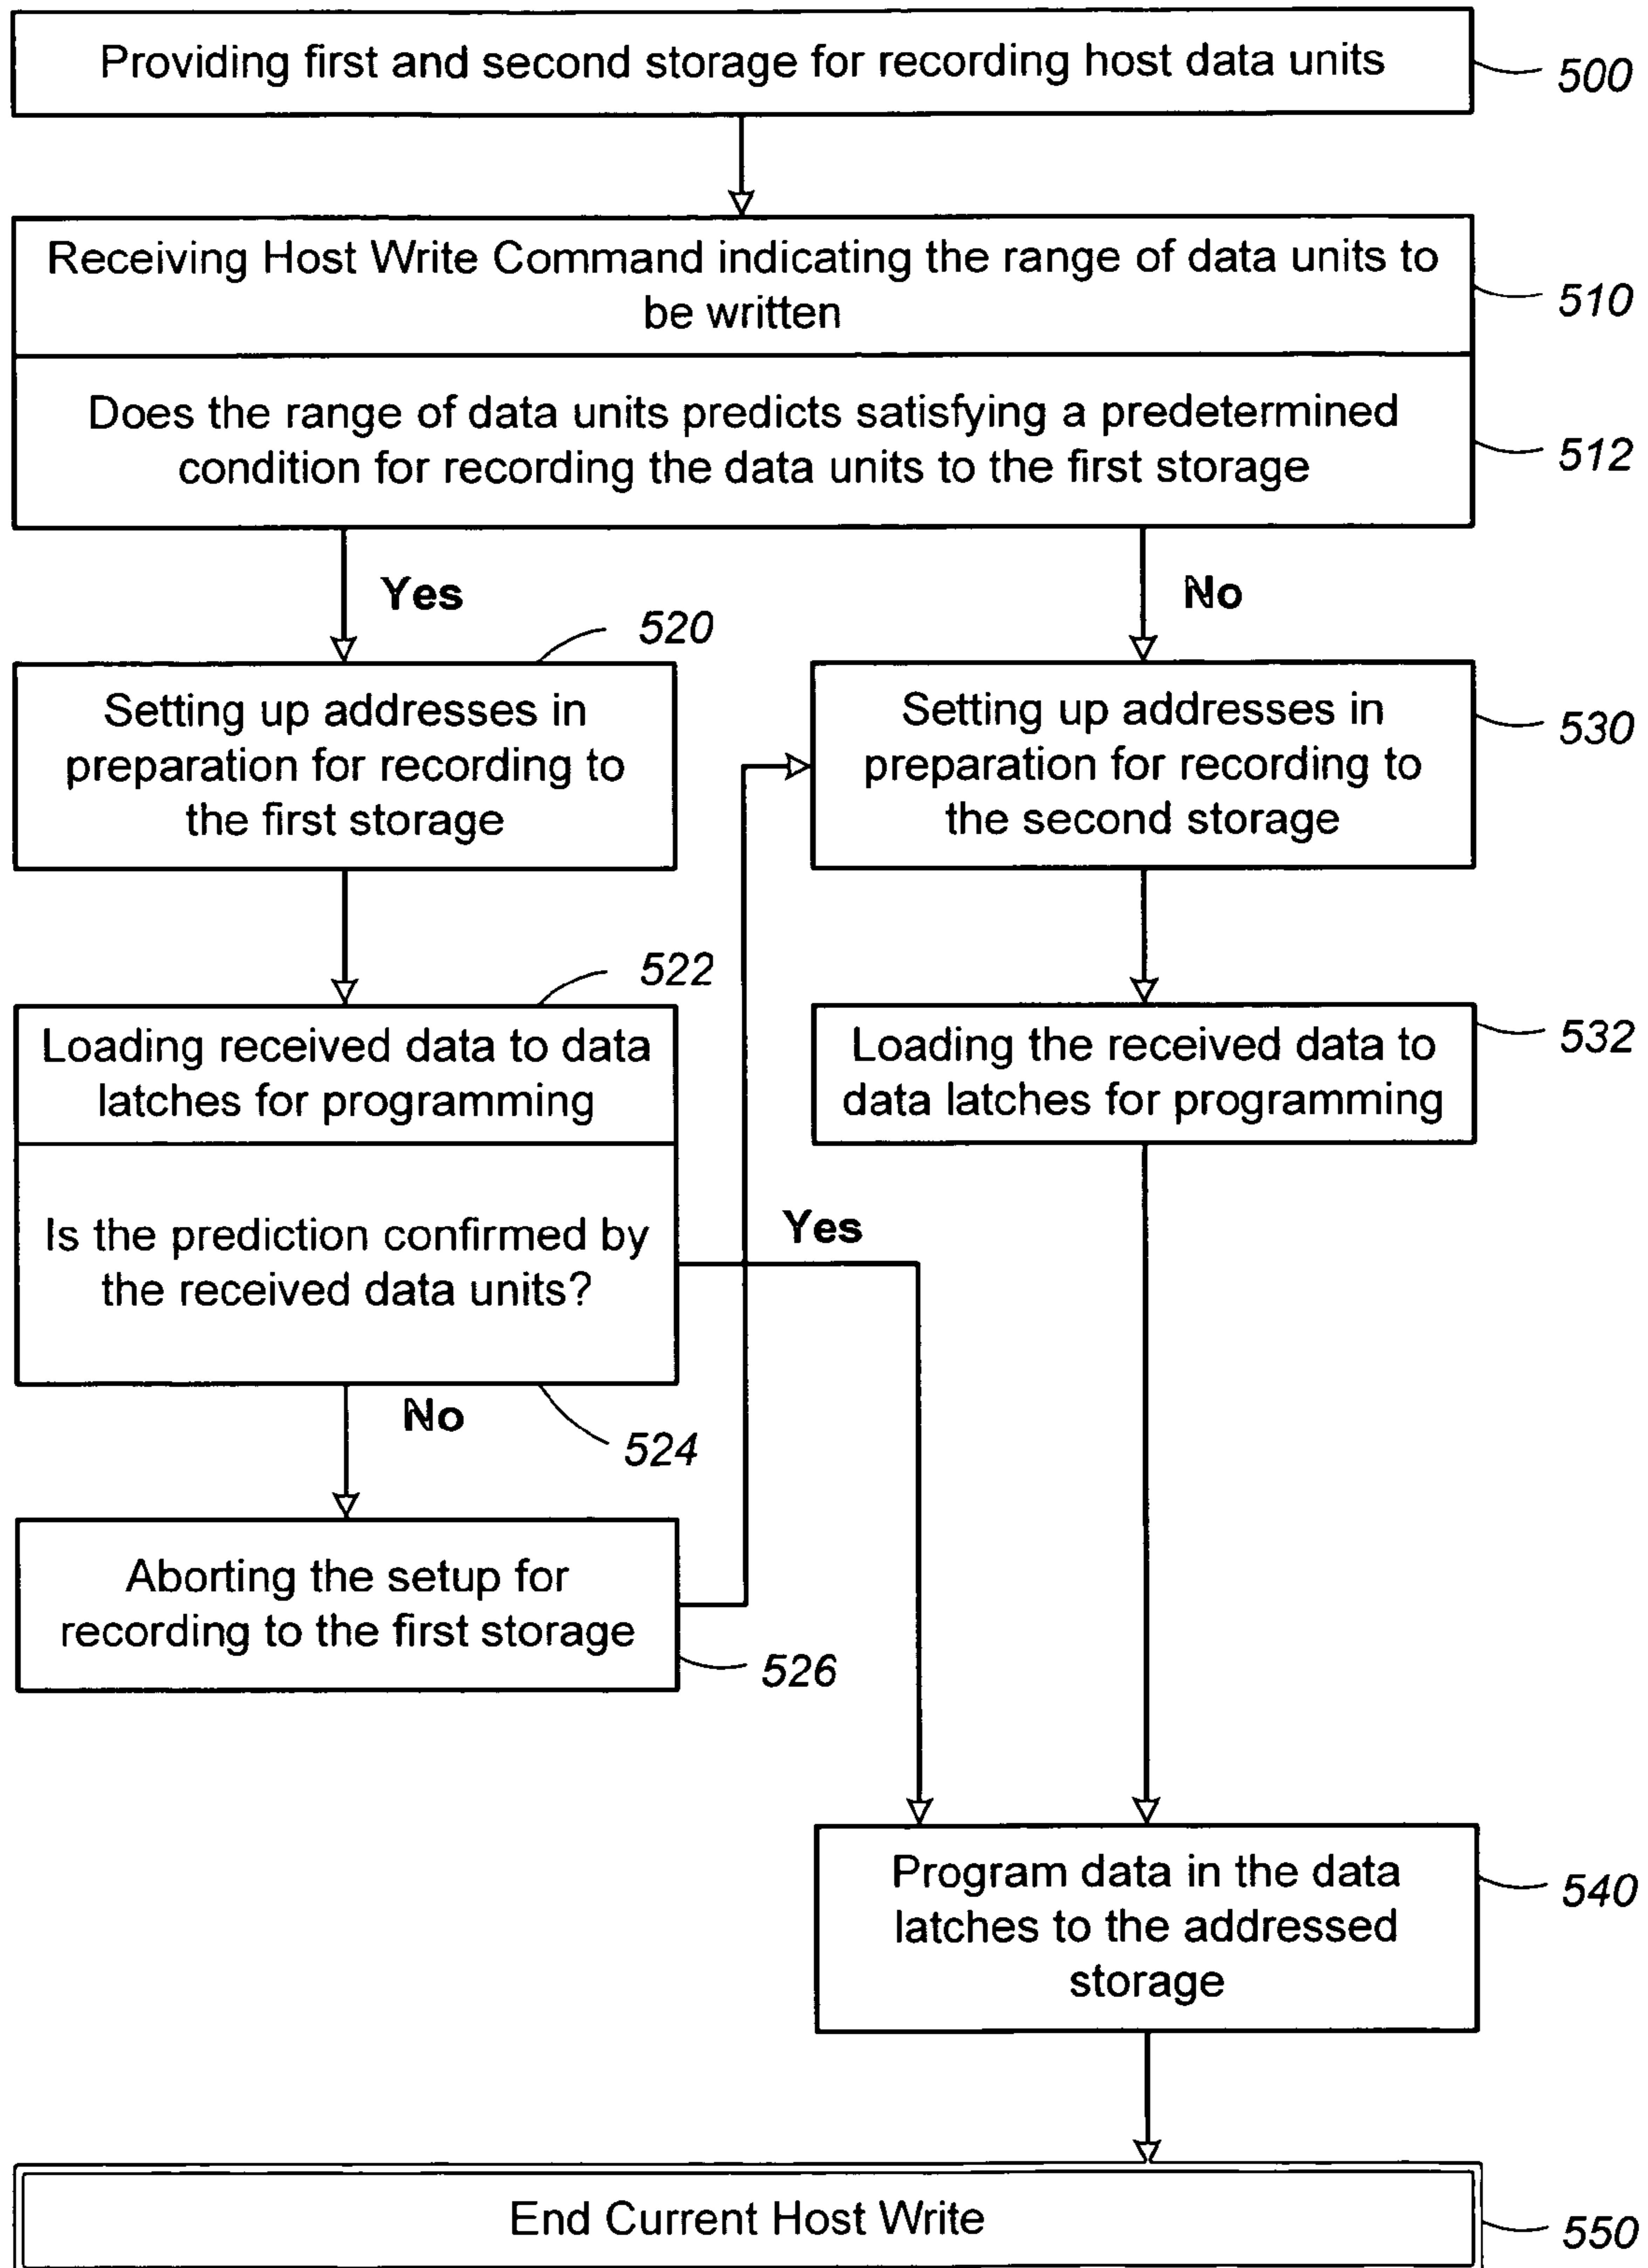 Providing first and second storage for recording host data units
500
Receiving Host Write Command indicating the range of data units to
be written
510
Does the range of data units predicts satisfying a predetermined
condition for recording the data units to the first storage
512
Yes
No
520
Setting up addresses in
preparation for recording to
the first storage
Setting up addresses in
preparation for recording to
the second storage
530
522
Loading received data to data
latches for programming
Loading the received data to
data latches for programming
532
Is the prediction confirmed by
the received data units?
Yes
No
524
Aborting the setup for
recording to the first storage
526
Program data in the data
latches to the addressed
storage
540
End Current Host Write
550